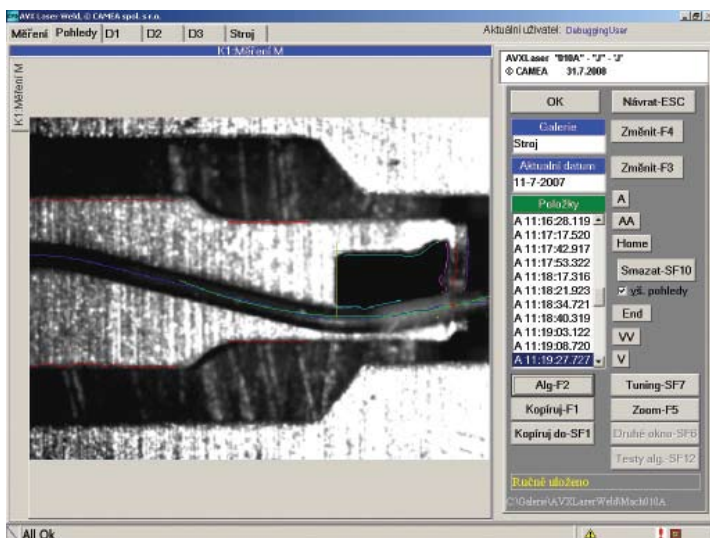 AVX Laser Weld, © CAMEA spol. s r.o.
Aktuální uživatel: DebuggingUser
Měření Pohledy D1 D2 D3 Stroj
K1:Měření M
K1:Měření M
AVXLaser "010A" - "J" - "J"
© CAMEA 31.7.2008
OK
Návrat-ESC
Galerie
Stroj
Změnit-F4
Aktualní datum
11-7-2007
Změnit-F3
Položky
A 11:16:28.119
A 11:17:17.520
A 11:17:42.917
A 11:17:53.322
A 11:18:17.316
A 11:18:21.923
A 11:18:34.721
A 11:18:40.319
A 11:19:03.122
A 11:19:08.720
A 11:19:27.727
A
AA
Home
Smazat-SF10
vš. pohledy
End
VV
V
Alg-F2
Tuning-SF7
Kopíruj-F1
Zoom-F5
Kopíruj do-SF1
Druhé okno-SF6
Testy alg.-SF12
Ručně uloženo
C:\Galerie\AVXLaserWeld\Mach010A
All Ok